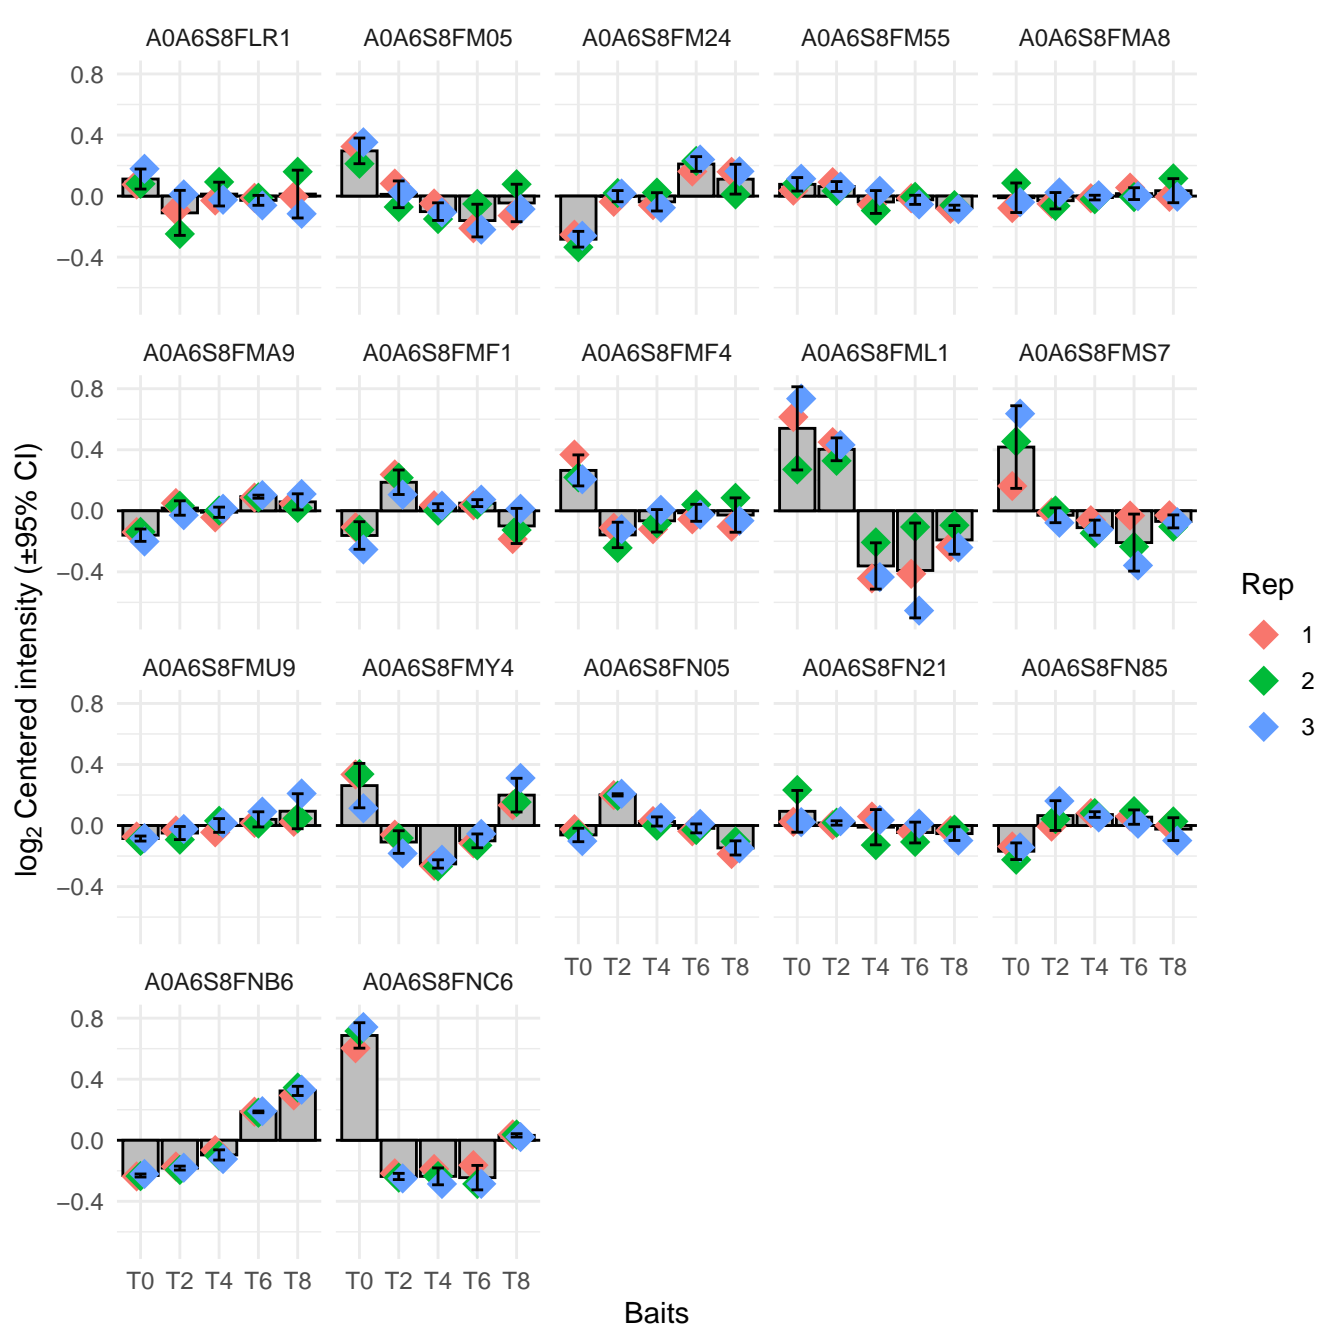 A0A6S8FLR1 A0A6S8FM05 A0A6S8FM24 A0A6S8FM55 A0A6S8FMA8
0.8
0.4
0.0
−0.4
A0A6S8FMA9 A0A6S8FMF1 A0A6S8FMF4 A0A6S8FML1 A0A6S8FMS7
0.8
0.4
0.0
−0.4
A0A6S8FMU9 A0A6S8FMY4 A0A6S8FN05 A0A6S8FN21 A0A6S8FN85
0.8
0.4
0.0
−0.4
T0 T2 T4 T6 T8 T0 T2 T4 T6 T8 T0 T2 T4 T6 T8
A0A6S8FNB6 A0A6S8FNC6
0.8
0.4
0.0
−0.4
T0 T2 T4 T6 T8 T0 T2 T4 T6 T8
Baits
log2 Centered intensity (±95% CI)
Rep
1
2
3